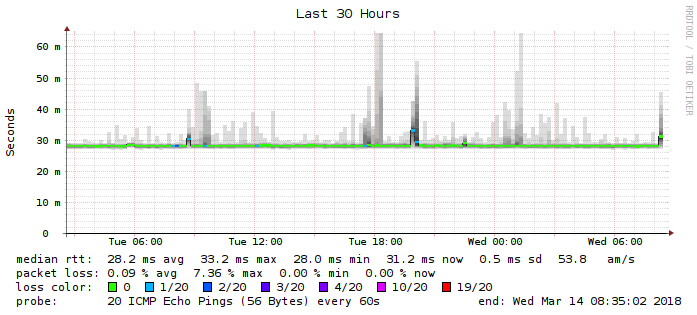 Last 30 Hours
RRDTOOL / TOBI OETIKER
Seconds
60 m
50 m
40 m
30 m
20 m
10 m
0
Tue 06:00 Tue 12:00 Tue 18:00 Wed 00:00 Wed 06:00
median rtt: 28.2 ms avg 33.2 ms max 28.0 ms min 31.2 ms now 0.5 ms sd 53.8 am/s
packet loss: 0.09 % avg 7.36 % max 0.00 % min 0.00 % now
loss color: 0 1/20 2/20 3/20 4/20 10/20 19/20
probe: 20 ICMP Echo Pings (56 Bytes) every 60s end: Wed Mar 14 08:35:02 2018